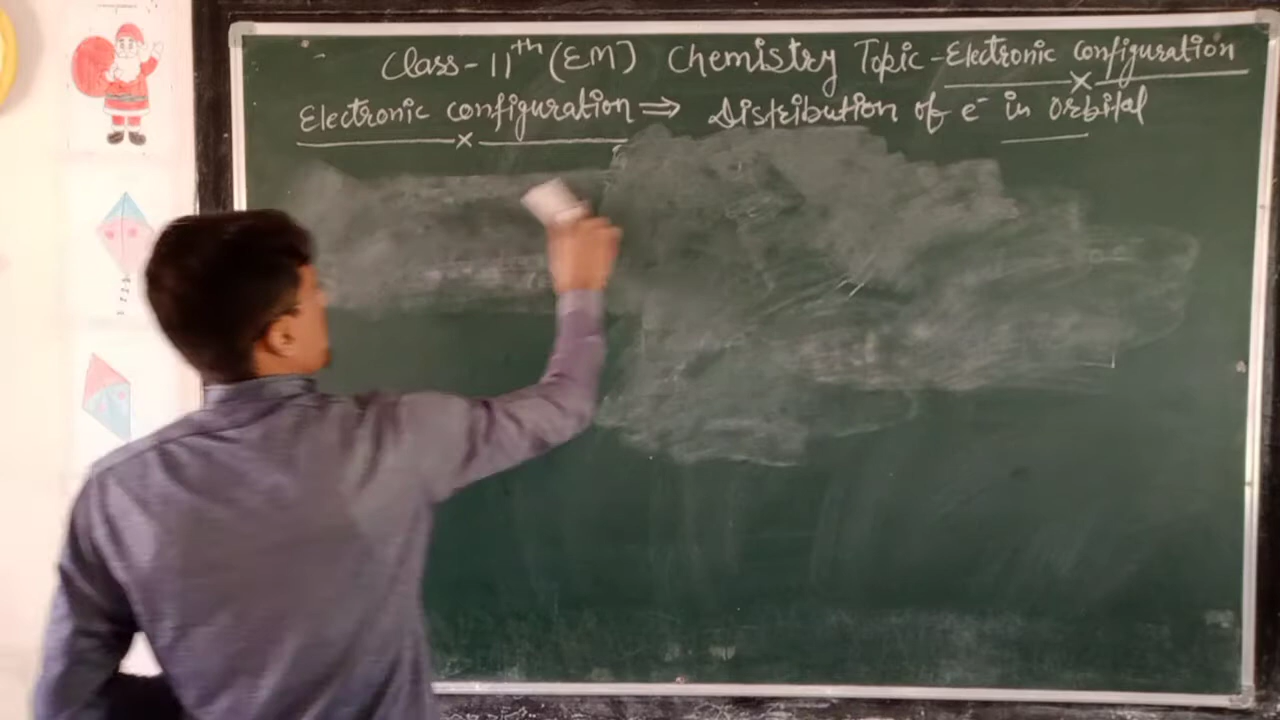 Class - 11th (EM) Chemistry Topic - Electronic configuration
Electronic configuration ⇒ Distribution of e⁻ in orbital